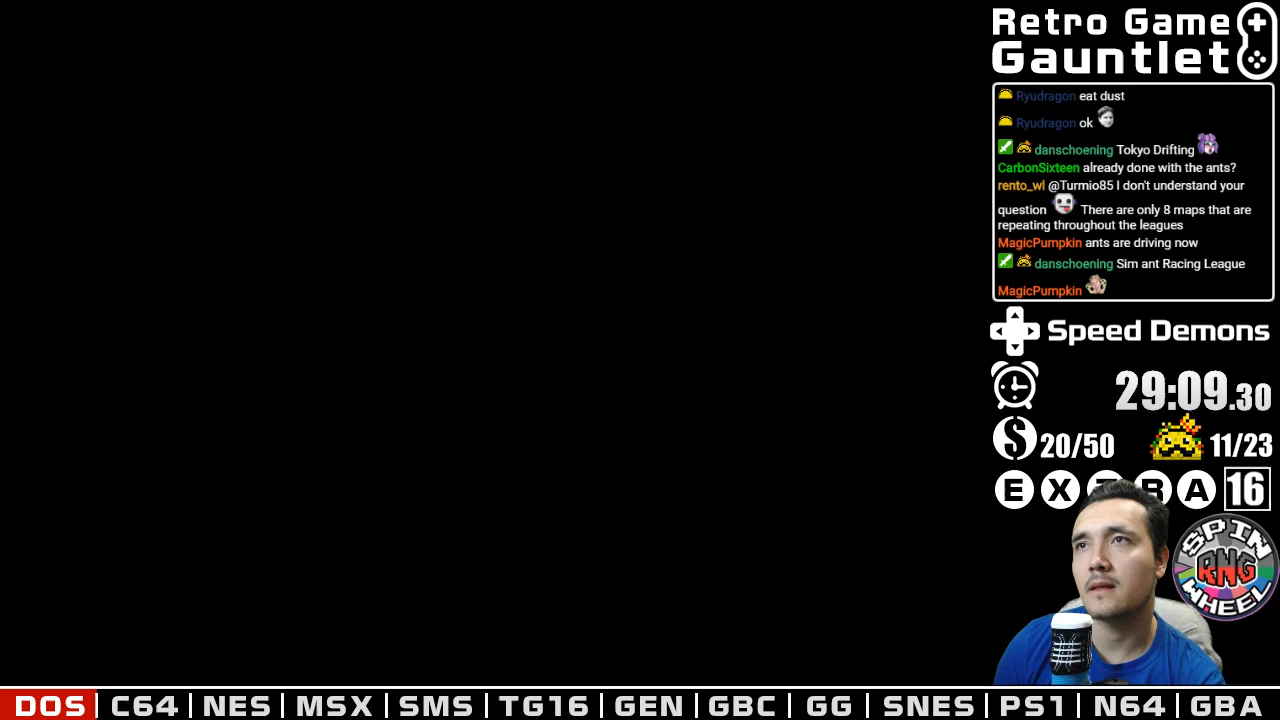 Retro Game
Gauntlet
Ryudragon eat dust
Ryudragon ok
danschoening Tokyo Drifting
CarbonSixteen already done with the ants?
rento_wl @Turmio85 I don't understand your
question There are only 8 maps that are
repeating throughout the leagues
MagicPumpkin ants are driving now
danschoening Sim ant Racing League
MagicPumpkin
Speed Demons
29:09.30
$ 20/50 11/23
E X T R A 16
SPIN
RNG
WHEEL
DOS C64 NES MSX SMS TG16 GEN GBC GG SNES PS1 N64 GBA